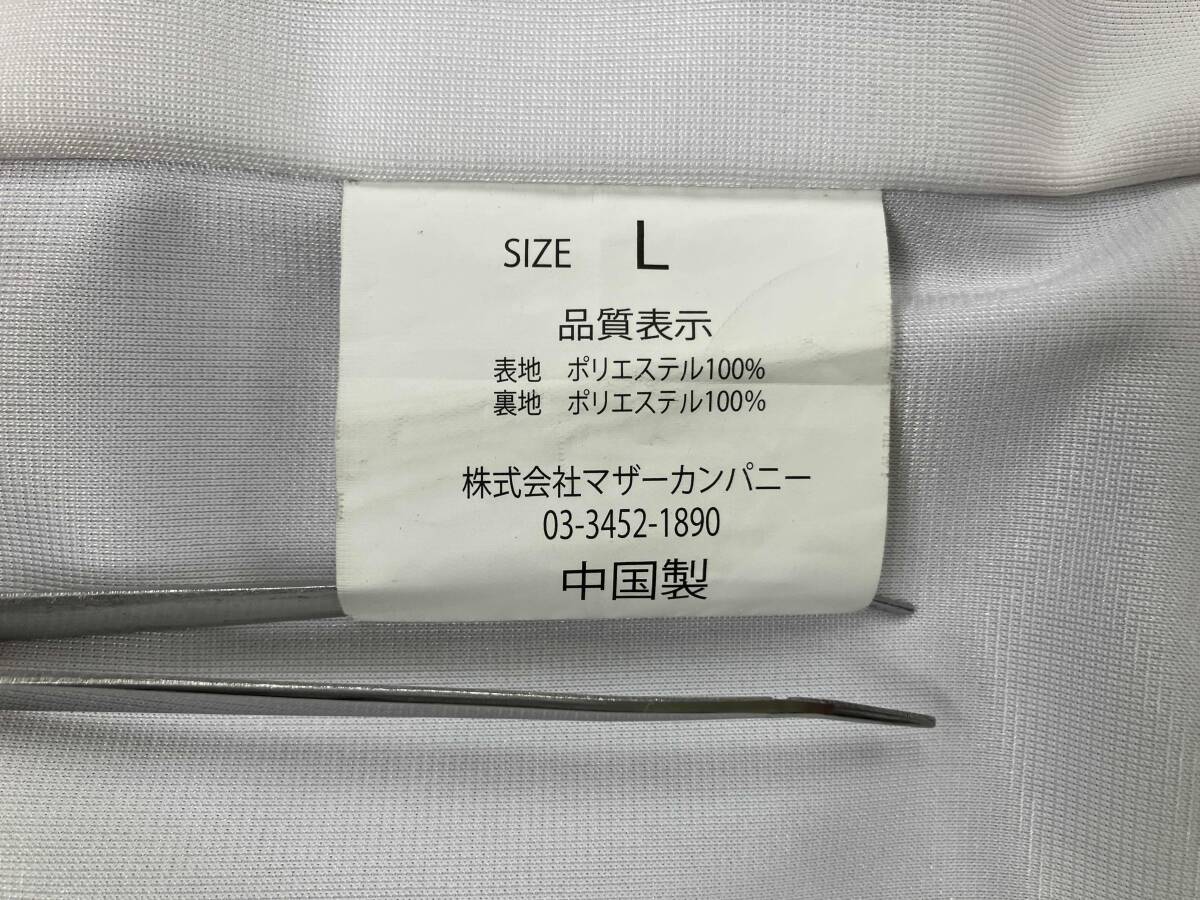 SIZE L
品質表示
表地 ポリエステル100%
裏地 ポリエステル100%
株式会社マザーカンパニー
03-3452-1890
中国製